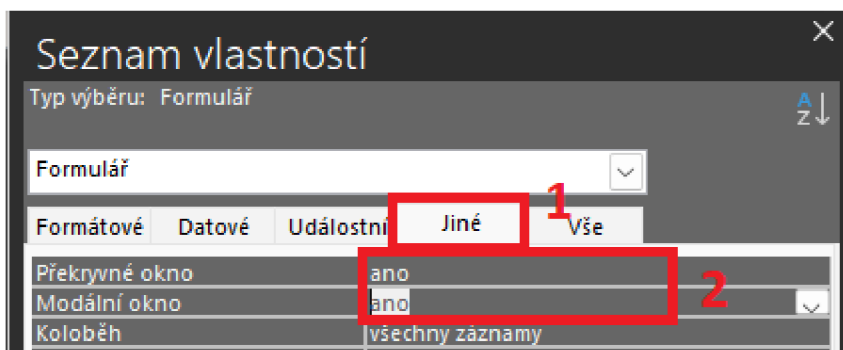 Seznam vlastností
Typ výběru: Formulář
A
Z
Formulář
1
Formátové Datové Událostní Jiné Vše
Překryvné okno ano
Modální okno ano
2
Koloběh všechny záznamy